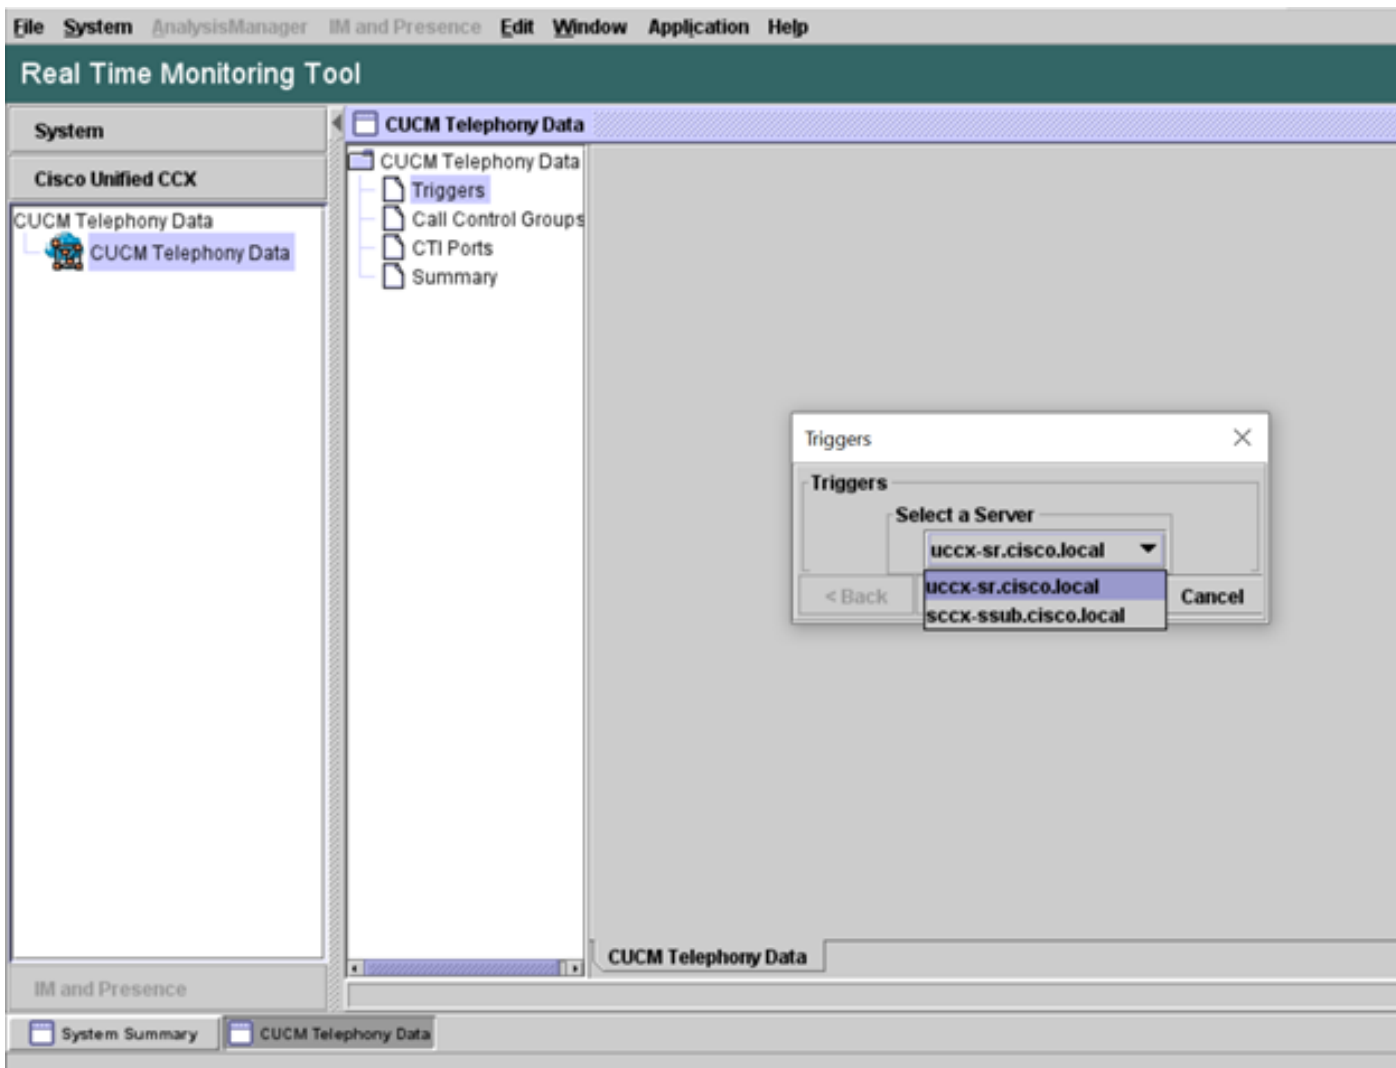 File System AnalysisManager IM and Presence Edit Window Application Help
Real Time Monitoring Tool
System
Cisco Unified CCX
CUCM Telephony Data
CUCM Telephony Data
IM and Presence
CUCM Telephony Data
CUCM Telephony Data
Triggers
Call Control Groups
CTI Ports
Summary
Triggers
Triggers
Select a Server
uccx-sr.cisco.local
uccx-sr.cisco.local
sccx-ssub.cisco.local
< Back
Cancel
CUCM Telephony Data
System Summary
CUCM Telephony Data